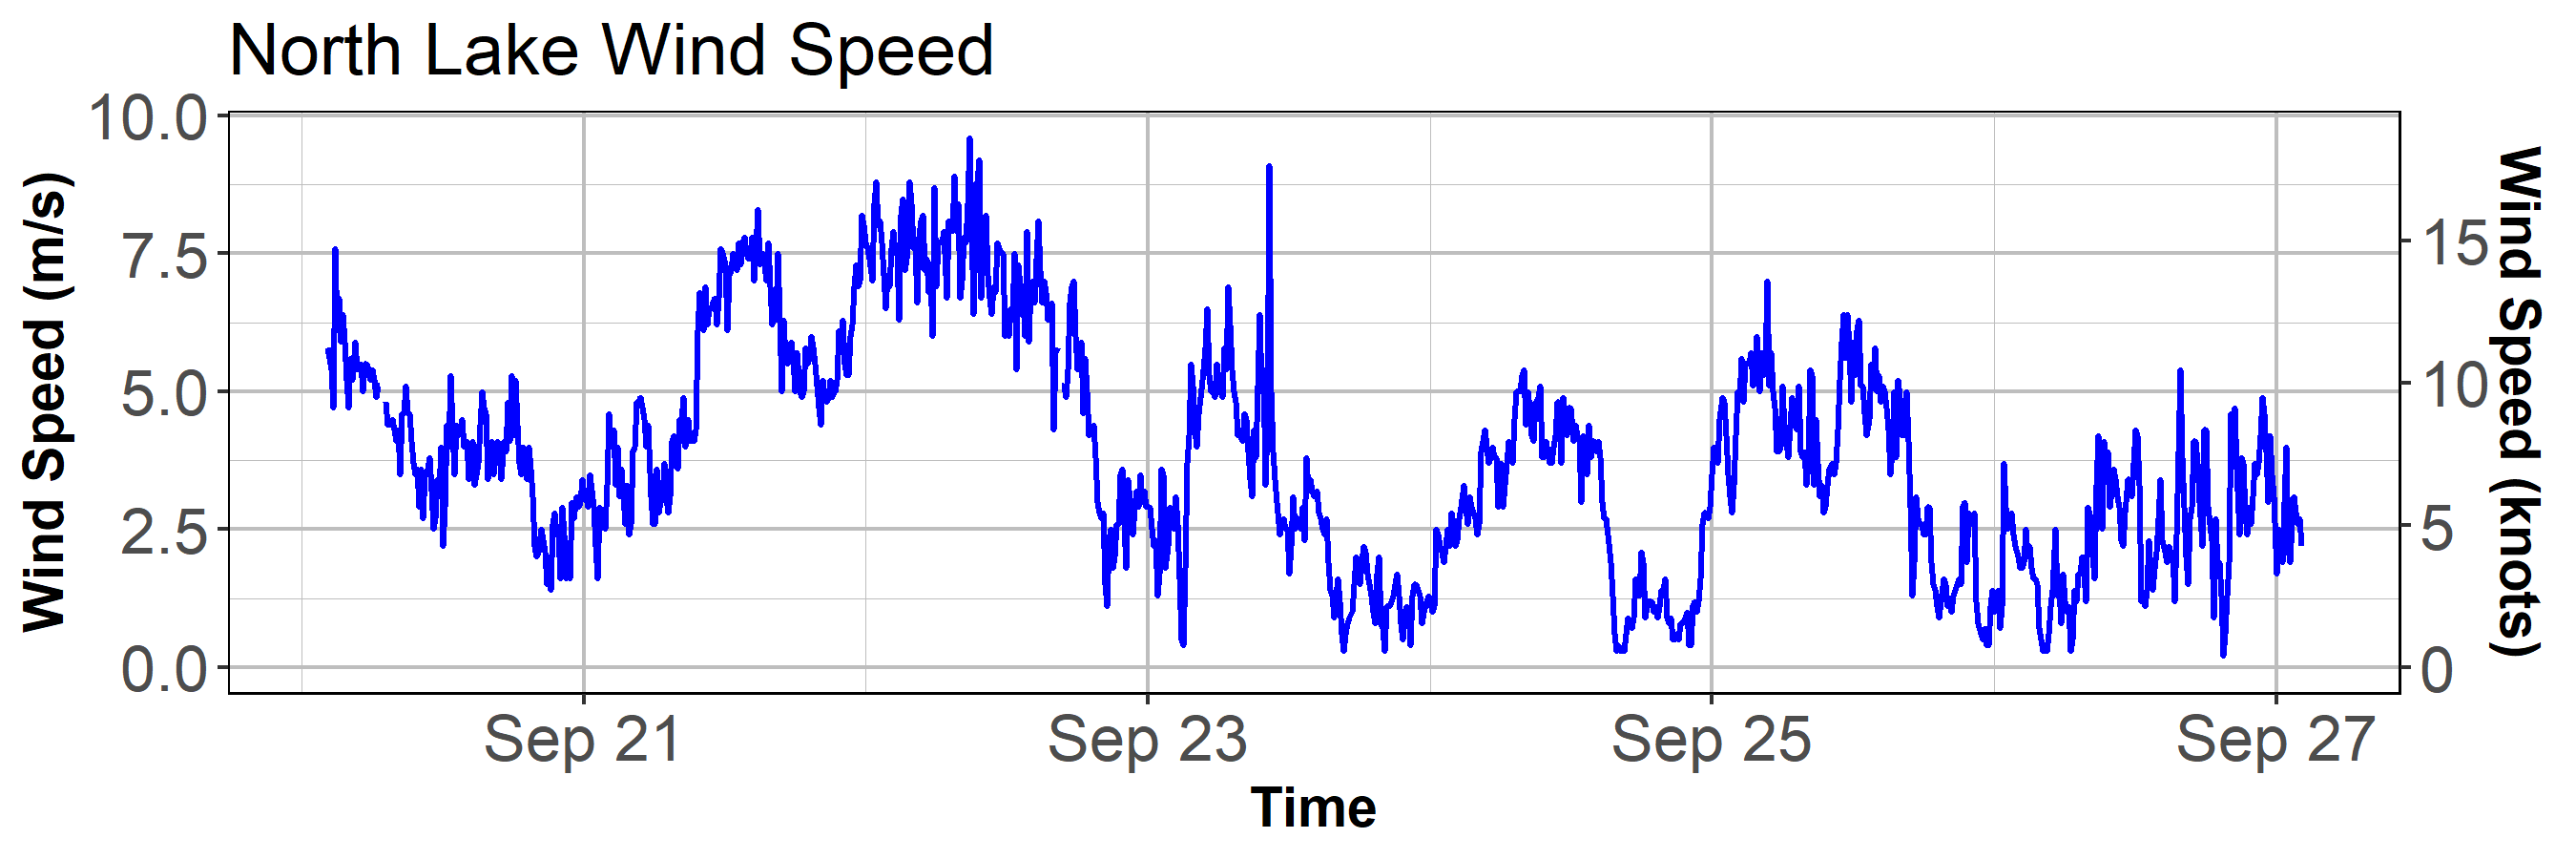 North Lake Wind Speed
Wind Speed (m/s)
10.0
7.5
5.0
2.5
0.0
Wind Speed (knots)
15
10
5
0
Sep 21
Sep 23
Sep 25
Sep 27
Time